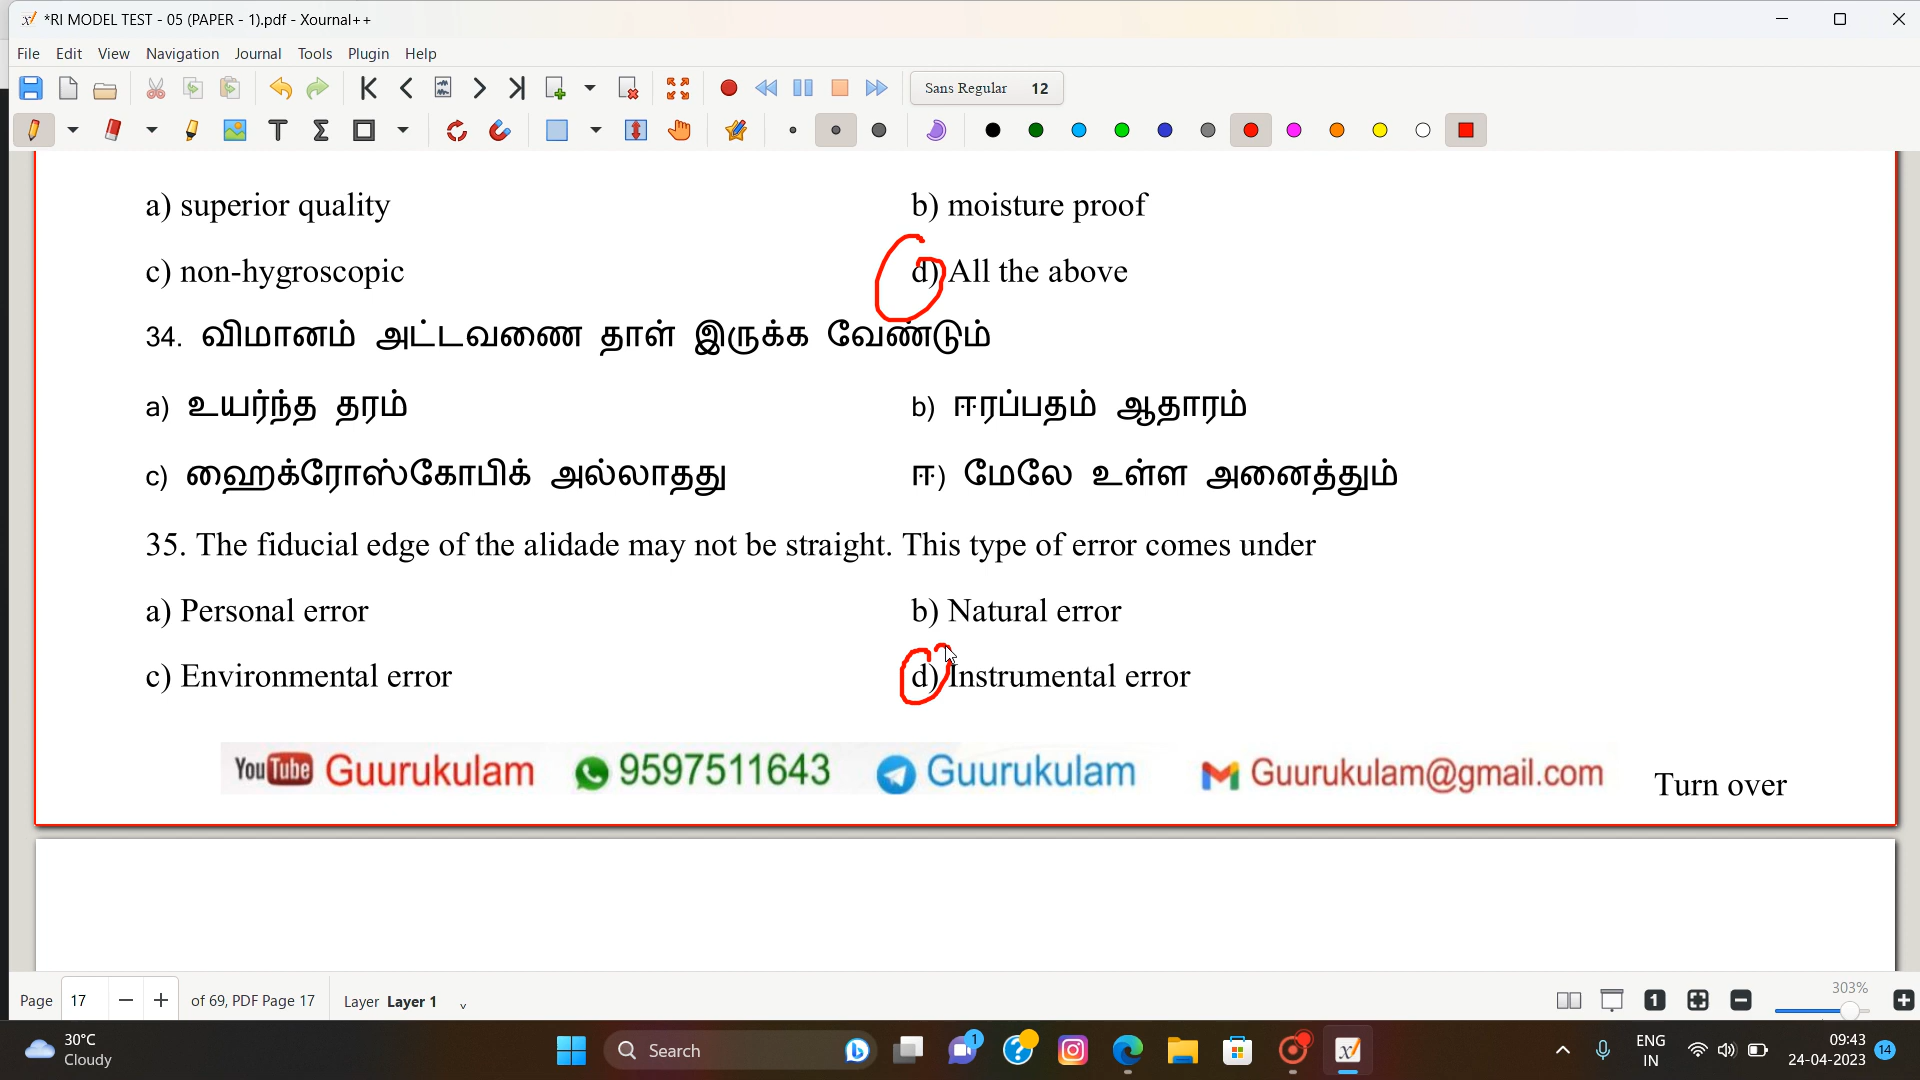 *RI MODEL TEST - 05 (PAPER - 1).pdf - Xournal++
File Edit View Navigation Journal Tools Plugin Help
Sans Regular 12
a) superior quality b) moisture proof
c) non-hygroscopic d) All the above
34. விமானம் அட்டவணை தாள் இருக்க வேண்டும்
a) உயர்ந்த தரம் b) ஈரப்பதம் ஆதாரம்
c) ஹைக்ரோஸ்கோபிக் அல்லாதது ஈ) மேலே உள்ள அனைத்தும்
35. The fiducial edge of the alidade may not be straight. This type of error comes under
a) Personal error b) Natural error
c) Environmental error d) Instrumental error
YouTube Guurukulam 9597511643 Guurukulam Guurukulam@gmail.com Turn over
Page 17 of 69, PDF Page 17 Layer Layer 1 303%
30°C
Cloudy
Search
1
ENG
IN
09:43
24-04-2023
14